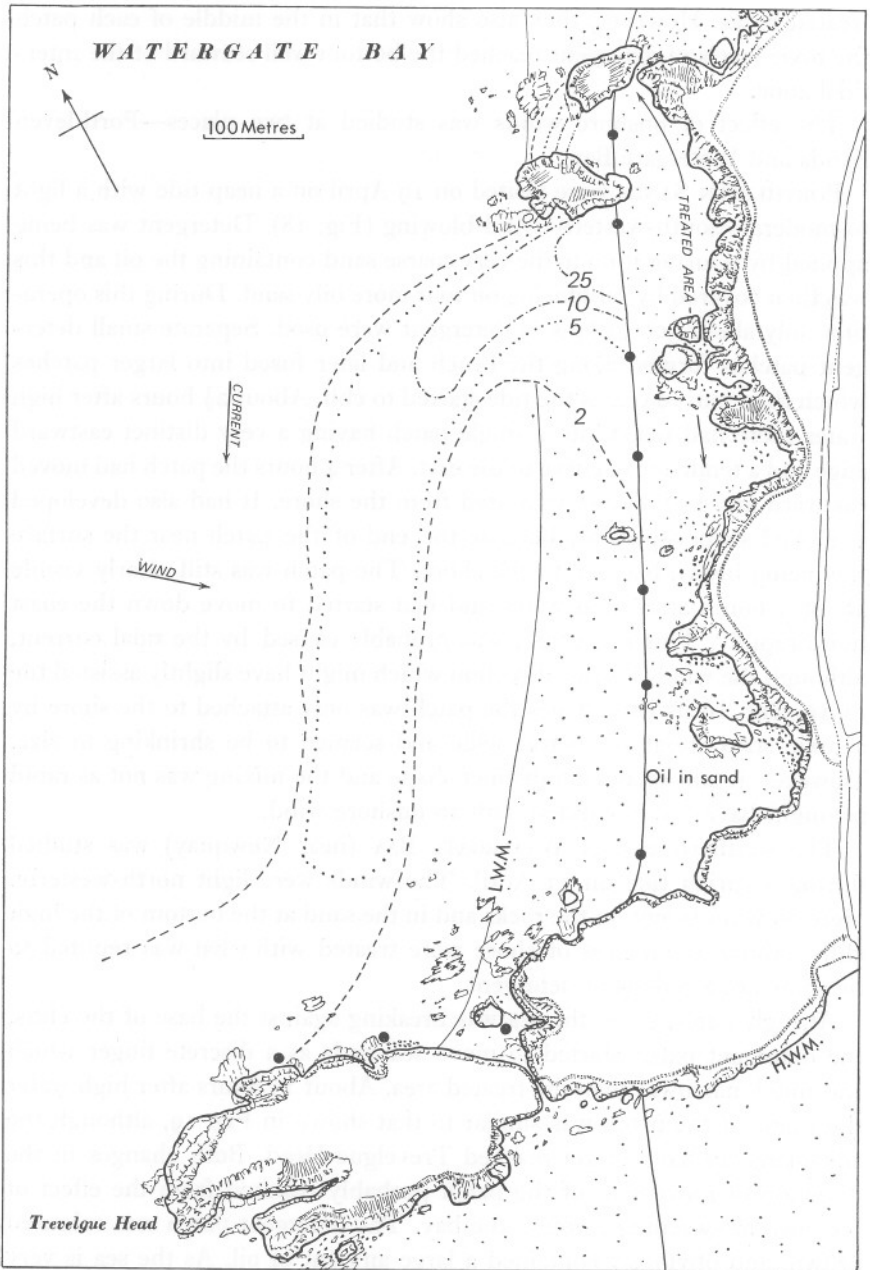 WATERGATE BAY
N
100 Metres
TREATED AREA
25
10
5
CURRENT
2
WIND
Oil in sand
L.W.M.
H.W.M.
Trevelgue Head